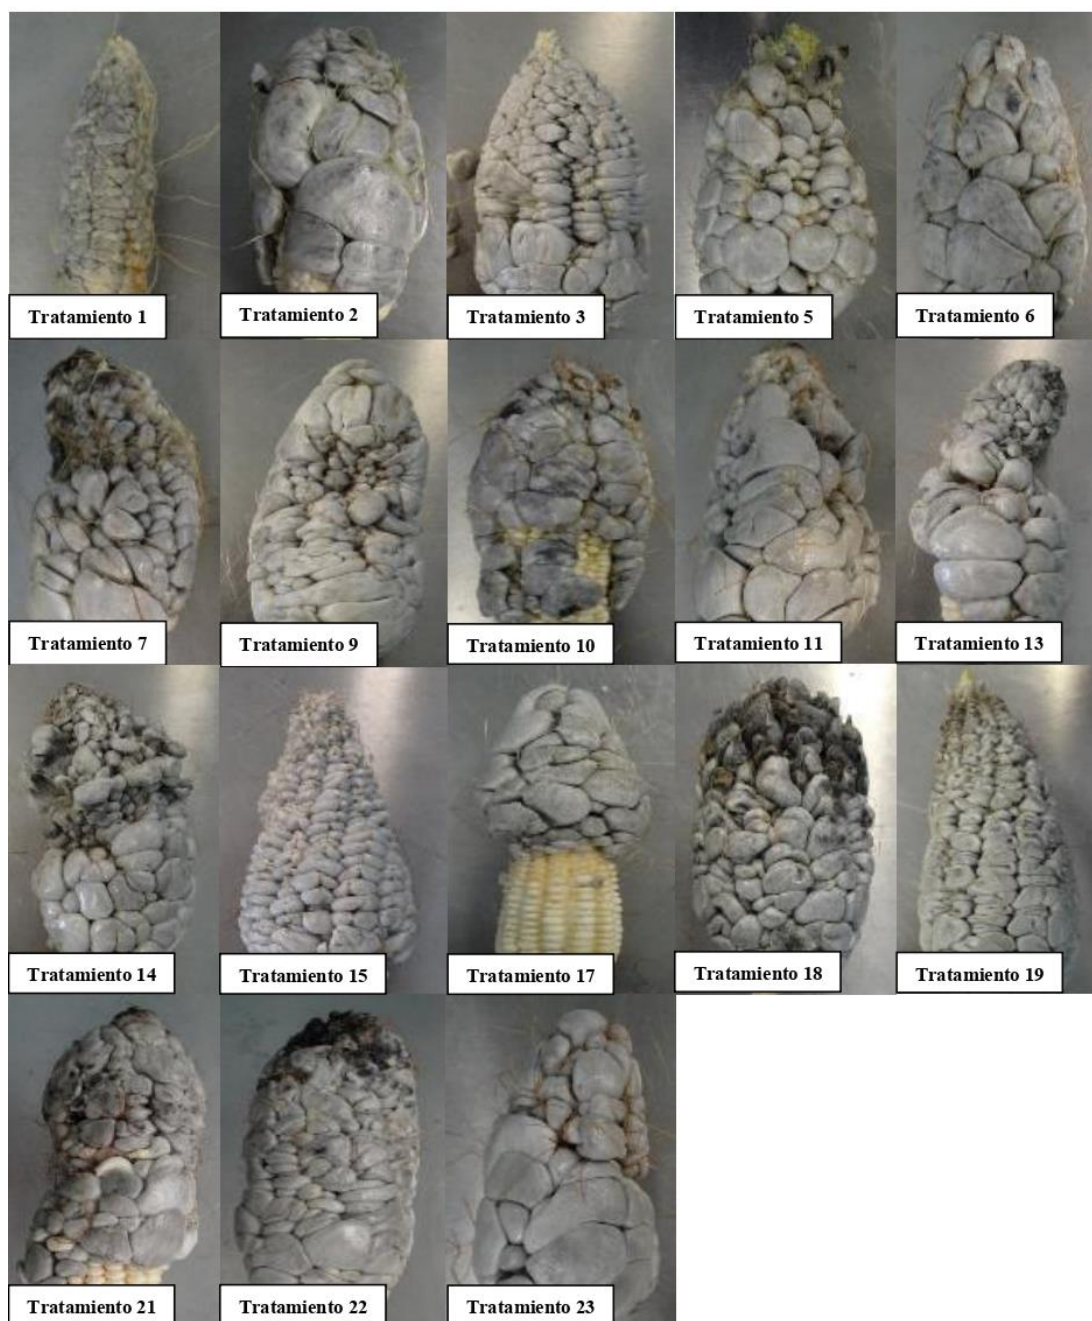 Tratamiento 1
Tratamiento 2
Tratamiento 3
Tratamiento 5
Tratamiento 6
Tratamiento 7
Tratamiento 9
Tratamiento 10
Tratamiento 11
Tratamiento 13
Tratamiento 14
Tratamiento 15
Tratamiento 17
Tratamiento 18
Tratamiento 19
Tratamiento 21
Tratamiento 22
Tratamiento 23